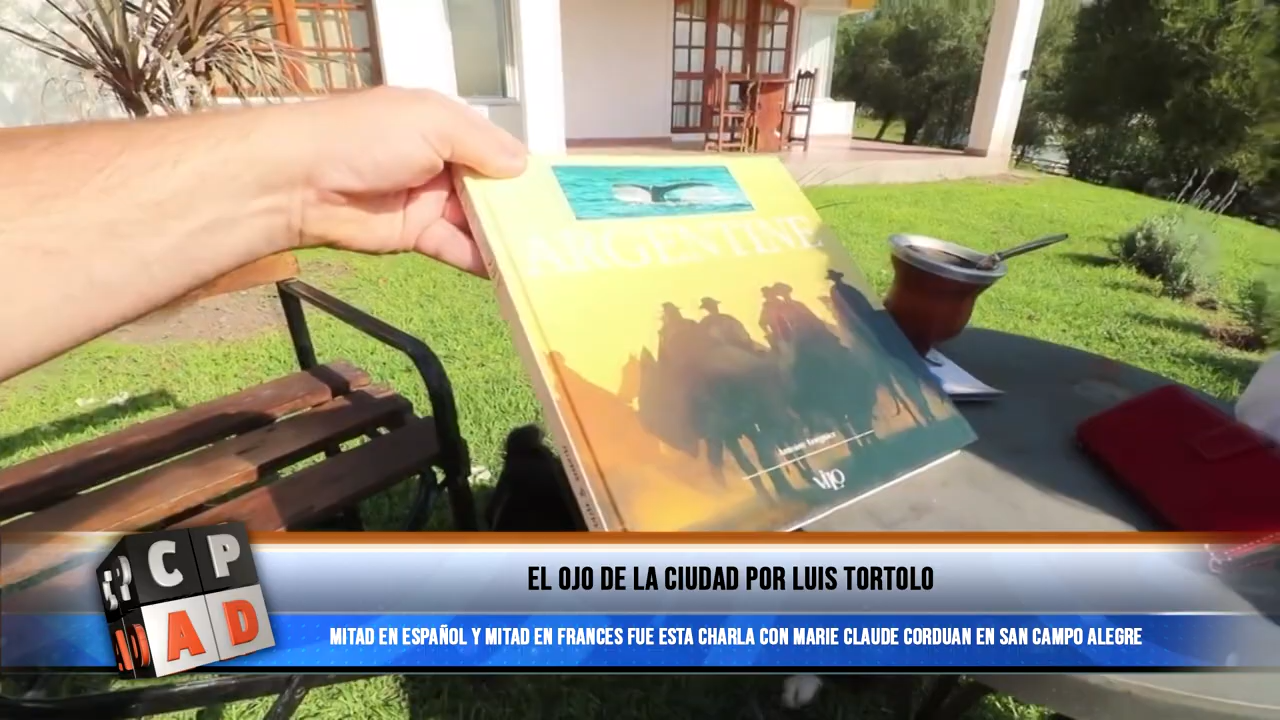 ARGENTINE
VILO
CP
AD
EL OJO DE LA CIUDAD POR LUIS TORTOLO
MITAD EN ESPAÑOL Y MITAD EN FRANCES FUE ESTA CHARLA CON MARIE CLAUDE CORDUAN EN SAN CAMPO ALEGRE